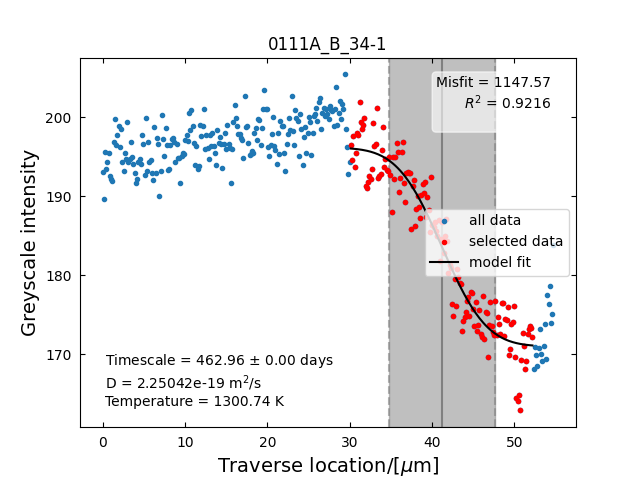 0111A_B_34-1
Misfit = 1147.57
R² = 0.9216
Greyscale intensity
200
190
180
170
all data
selected data
model fit
Timescale = 462.96 ± 0.00 days
D = 2.25042e-19 m²/s
Temperature = 1300.74 K
0 10 20 30 40 50
Traverse location/[μm]